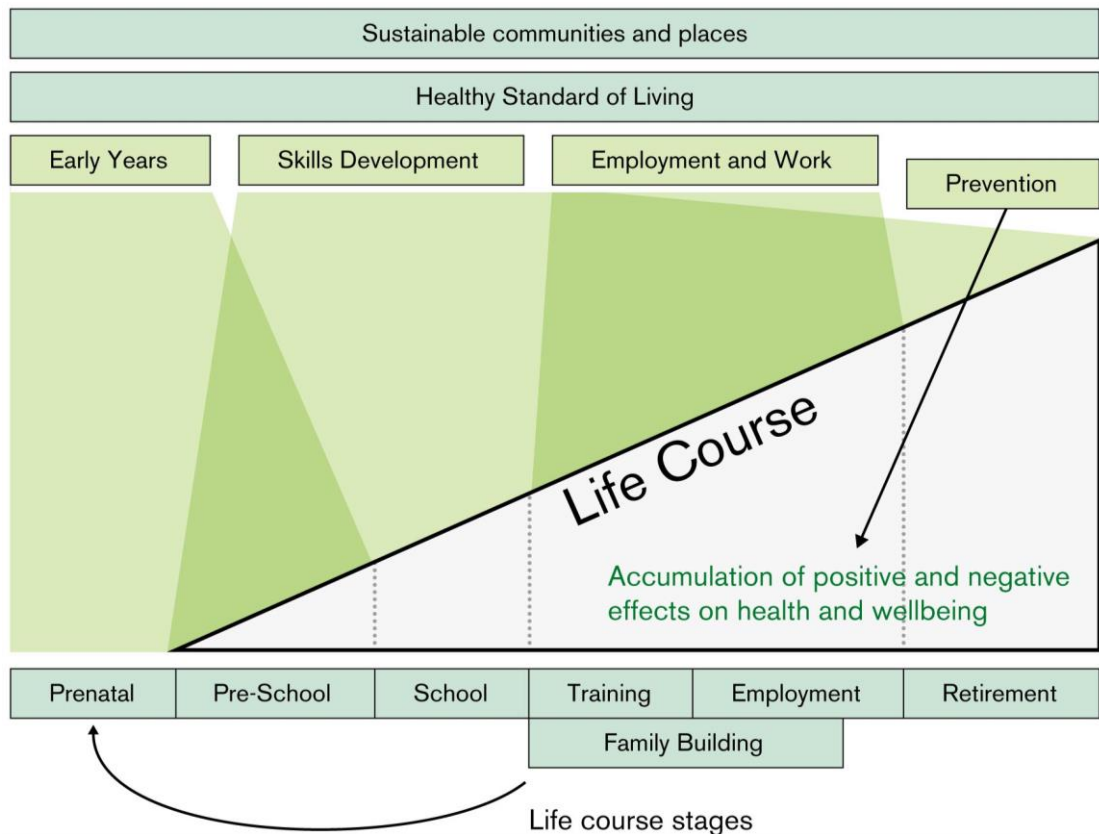 Sustainable communities and places
Healthy Standard of Living
Early Years
Skills Development
Employment and Work
Prevention
Life Course
Accumulation of positive and negative
effects on health and wellbeing
Prenatal
Pre-School
School
Training
Employment
Retirement
Family Building
Life course stages